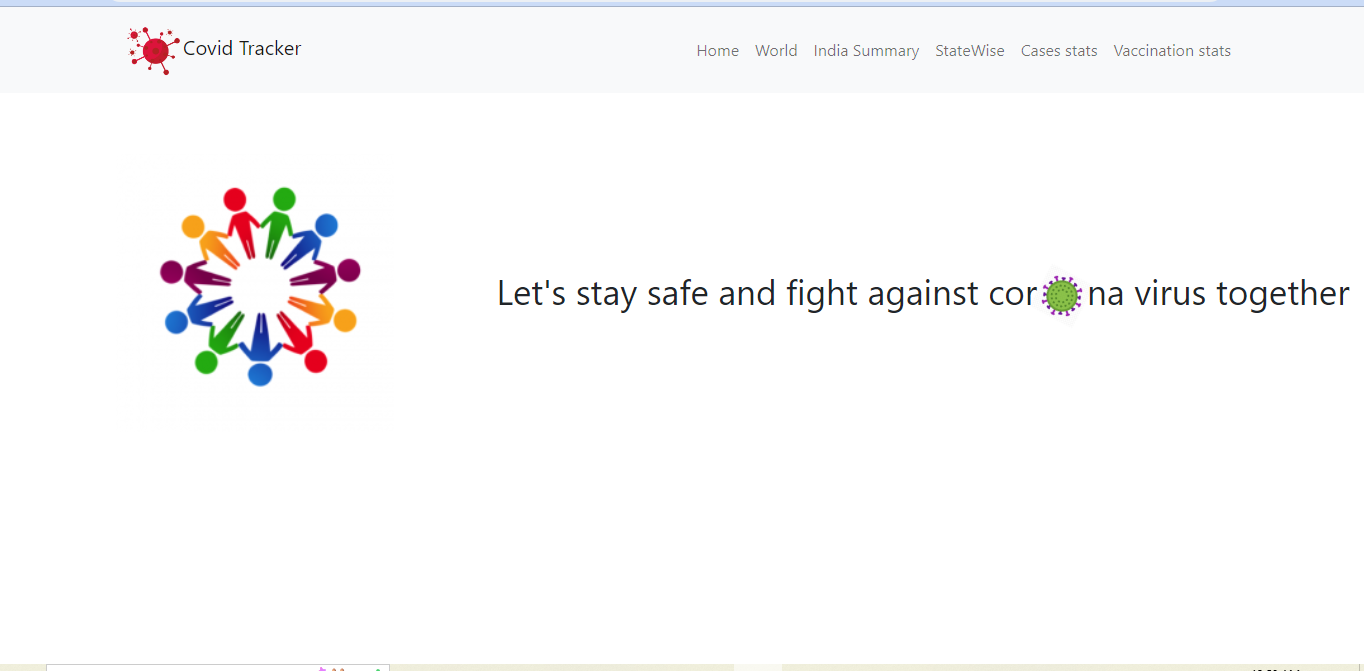 Covid Tracker
Home World India Summary StateWise Cases stats Vaccination stats
Let's stay safe and fight against cor na virus together